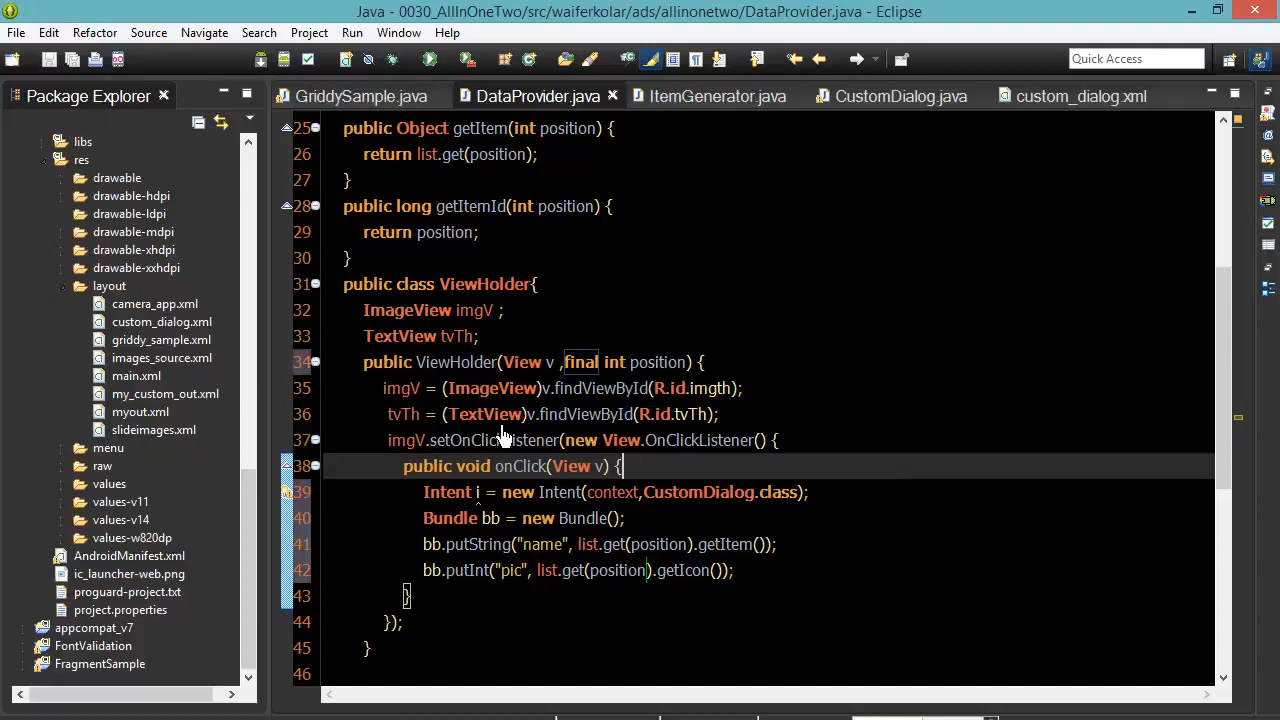 Java - 0030_AllInOneTwo/src/waiferkolar/ads/allinonetwo/DataProvider.java - Eclipse
File Edit Refactor Source Navigate Search Project Run Window Help
Quick Access
Package Explorer
GriddySample.java DataProvider.java ItemGenerator.java CustomDialog.java custom_dialog.xml
libs
res
drawable
drawable-hdpi
drawable-ldpi
drawable-mdpi
drawable-xhdpi
drawable-xxhdpi
layout
camera_app.xml
custom_dialog.xml
griddy_sample.xml
images_source.xml
main.xml
my_custom_out.xml
myout.xml
slideimages.xml
menu
raw
values
values-v11
values-v14
values-w820dp
AndroidManifest.xml
ic_launcher-web.png
proguard-project.txt
project.properties
appcompat_v7
FontValidation
FragmentSample
25 public Object getItem(int position) {
26 return list.get(position);
27 }
28 public long getItemId(int position) {
29 return position;
30 }
31 public class ViewHolder{
32 ImageView imgV ;
33 TextView tvTh;
34 public ViewHolder(View v ,final int position) {
35 imgV = (ImageView)v.findViewById(R.id.imgth);
36 tvTh = (TextView)v.findViewById(R.id.tvTh);
37 imgV.setOnClickListener(new View.OnClickListener() {
38 public void onClick(View v) {
39 Intent i = new Intent(context,CustomDialog.class);
40 Bundle bb = new Bundle();
41 bb.putString("name", list.get(position).getItem());
42 bb.putInt("pic", list.get(position).getIcon());
43 }
44 });
45 }
46